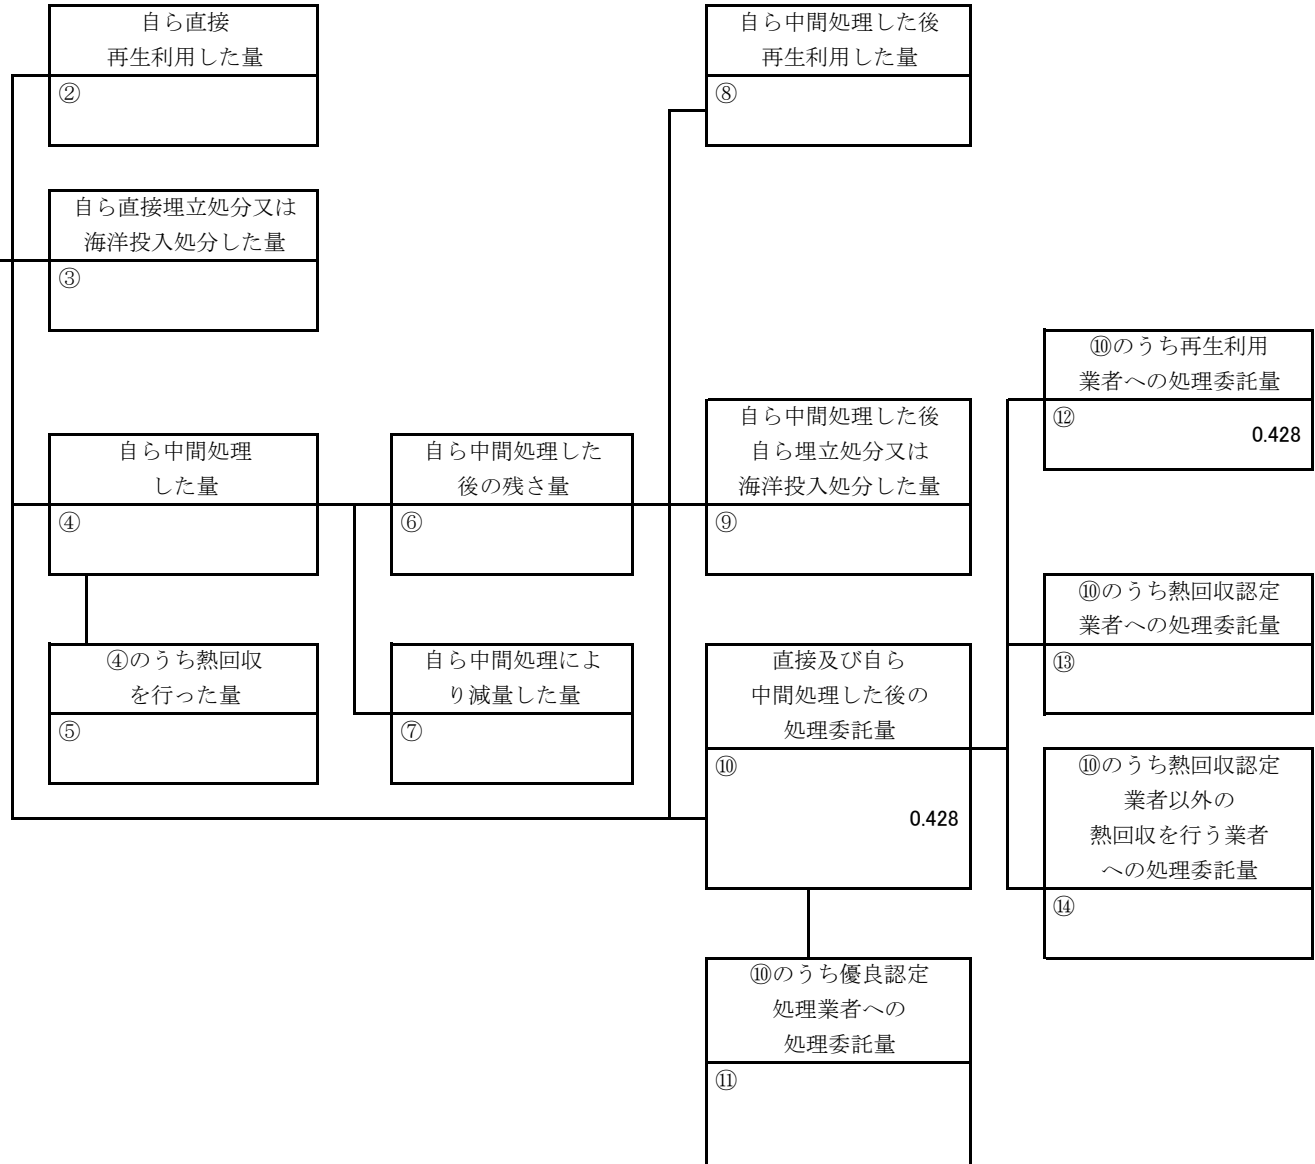 自ら直接
再生利用した量
②
自ら中間処理した後
再生利用した量
⑧
自ら直接埋立処分又は
海洋投入処分した量
③
自ら中間処理
した量
④
自ら中間処理した
後の残さ量
⑥
自ら中間処理した後
自ら埋立処分又は
海洋投入処分した量
⑨
⑩のうち再生利用
業者への処理委託量
⑫
0.428
④のうち熱回収
を行った量
⑤
自ら中間処理によ
り減量した量
⑦
直接及び自ら
中間処理した後の
処理委託量
⑩
0.428
⑩のうち熱回収認定
業者への処理委託量
⑬
⑩のうち熱回収認定
業者以外の
熱回収を行う業者
への処理委託量
⑭
⑩のうち優良認定
処理業者への
処理委託量
⑪